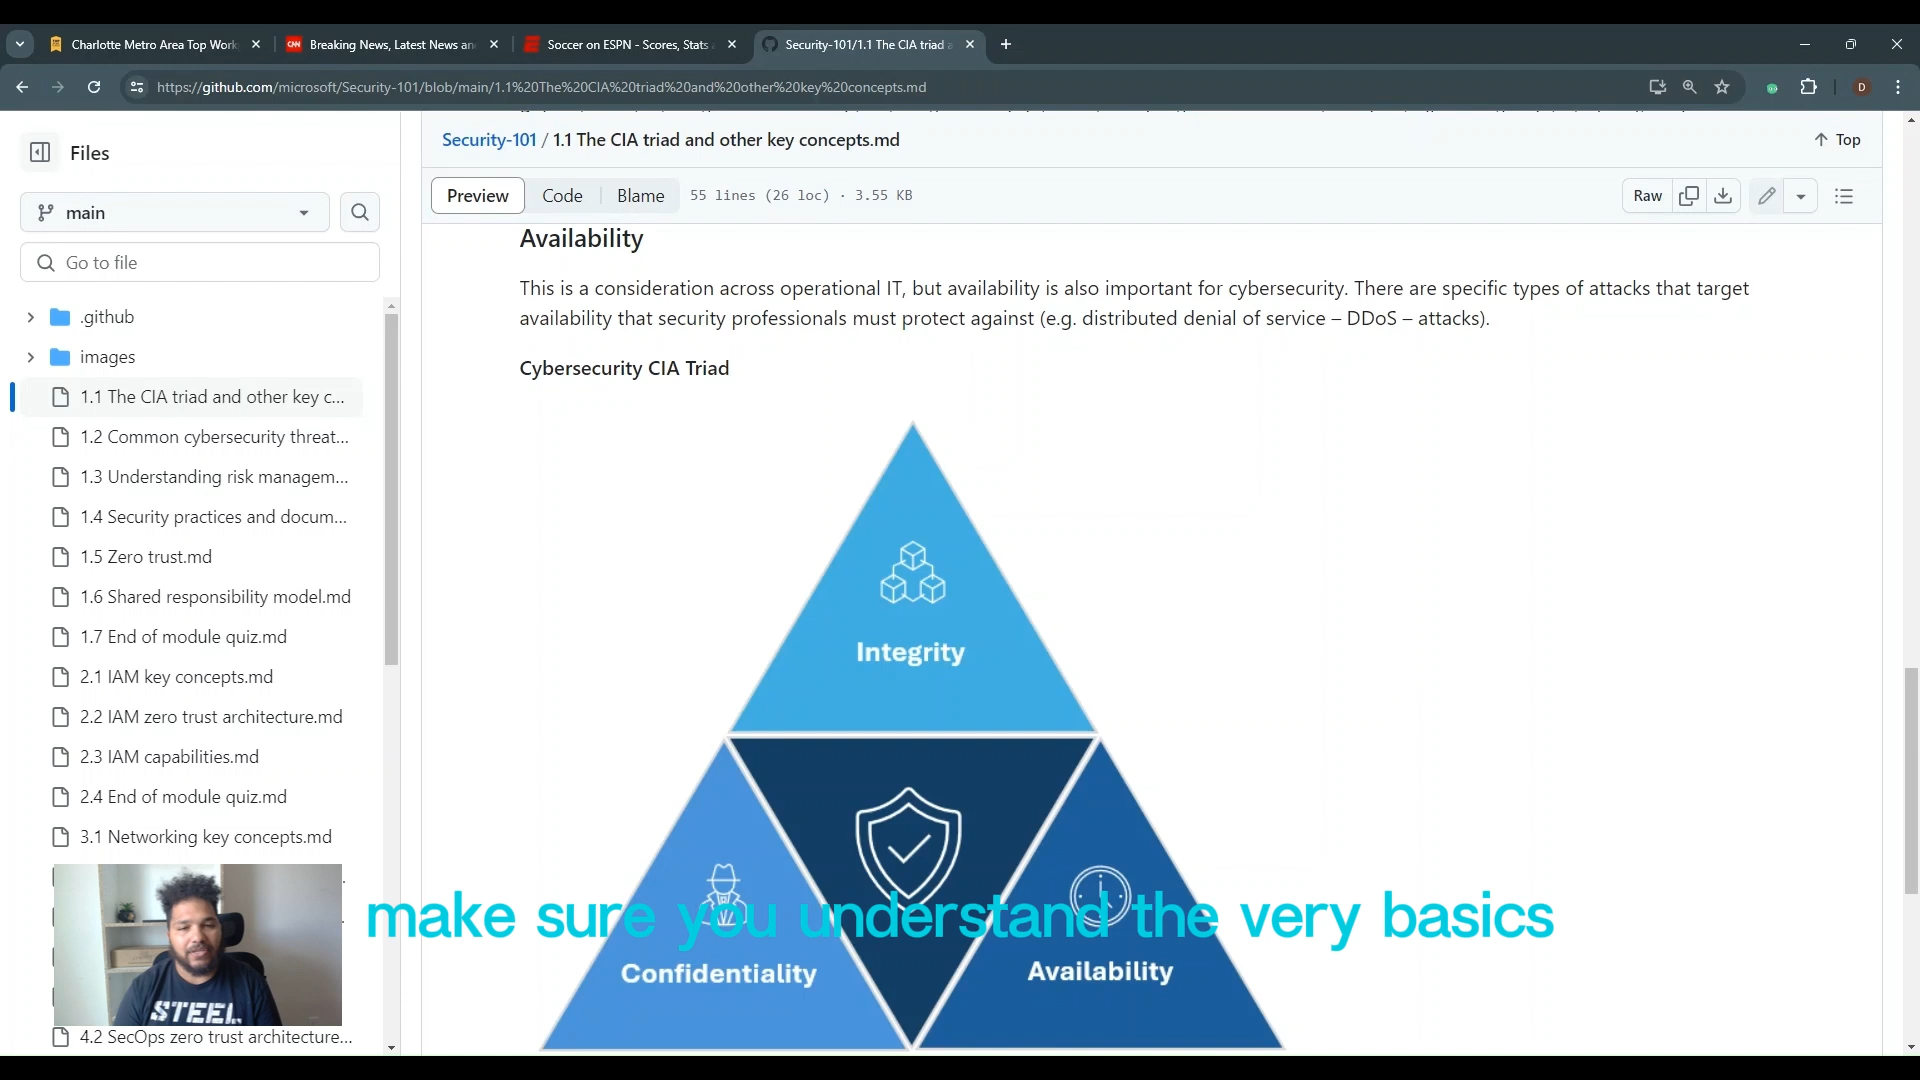 Charlotte Metro Area Top Work
CNN Breaking News, Latest News an
Soccer on ESPN - Scores, Stats
Security-101/1.1 The CIA triad a
https://github.com/microsoft/Security-101/blob/main/1.1%20The%20CIA%20triad%20and%20other%20key%20concepts.md
D
Files
main
Go to file
.github
images
1.1 The CIA triad and other key c...
1.2 Common cybersecurity threat...
1.3 Understanding risk managem...
1.4 Security practices and docum...
1.5 Zero trust.md
1.6 Shared responsibility model.md
1.7 End of module quiz.md
2.1 IAM key concepts.md
2.2 IAM zero trust architecture.md
2.3 IAM capabilities.md
2.4 End of module quiz.md
3.1 Networking key concepts.md
4.2 SecOps zero trust architecture...
Security-101 / 1.1 The CIA triad and other key concepts.md
Top
Preview Code Blame 55 lines (26 loc) · 3.55 KB
Raw
Availability
This is a consideration across operational IT, but availability is also important for cybersecurity. There are specific types of attacks that target
availability that security professionals must protect against (e.g. distributed denial of service – DDoS – attacks).
Cybersecurity CIA Triad
Integrity
make sure you understand the very basics
Confidentiality
Availability
STEEL